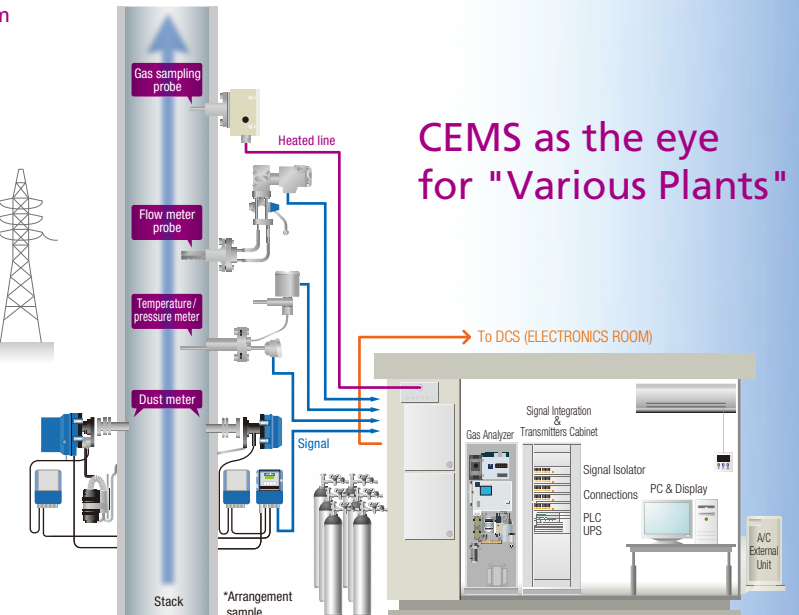 Gas sampling
probe
Heated line
CEMS as the eye
for "Various Plants"
Flow meter
probe
Temperature/
pressure meter
To DCS (ELECTRONICS ROOM)
Dust meter
Signal
Gas Analyzer
Signal Integration
&
Transmitters Cabinet
Signal Isolator
Connections
PLC
UPS
PC & Display
A/C
External
Unit
Stack
*Arrangement
sample